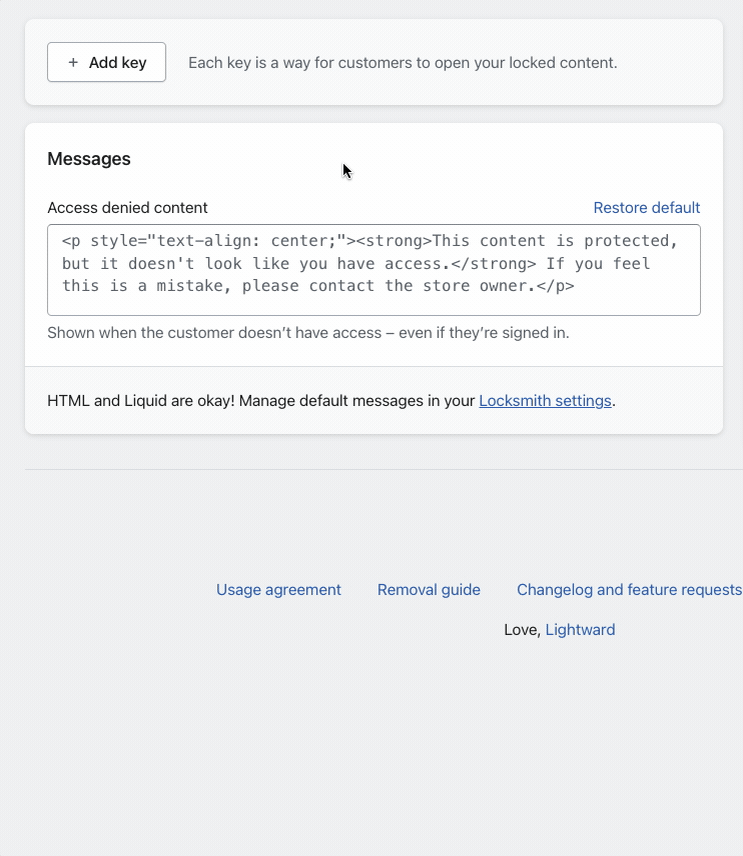 + Add key
Each key is a way for customers to open your locked content.
Messages
Access denied content
Restore default
<p style="text-align: center;"><strong>This content is protected,
but it doesn't look like you have access.</strong> If you feel
this is a mistake, please contact the store owner.</p>
Shown when the customer doesn’t have access – even if they’re signed in.
HTML and Liquid are okay! Manage default messages in your Locksmith settings.
Usage agreement
Removal guide
Changelog and feature requests
Love, Lightward